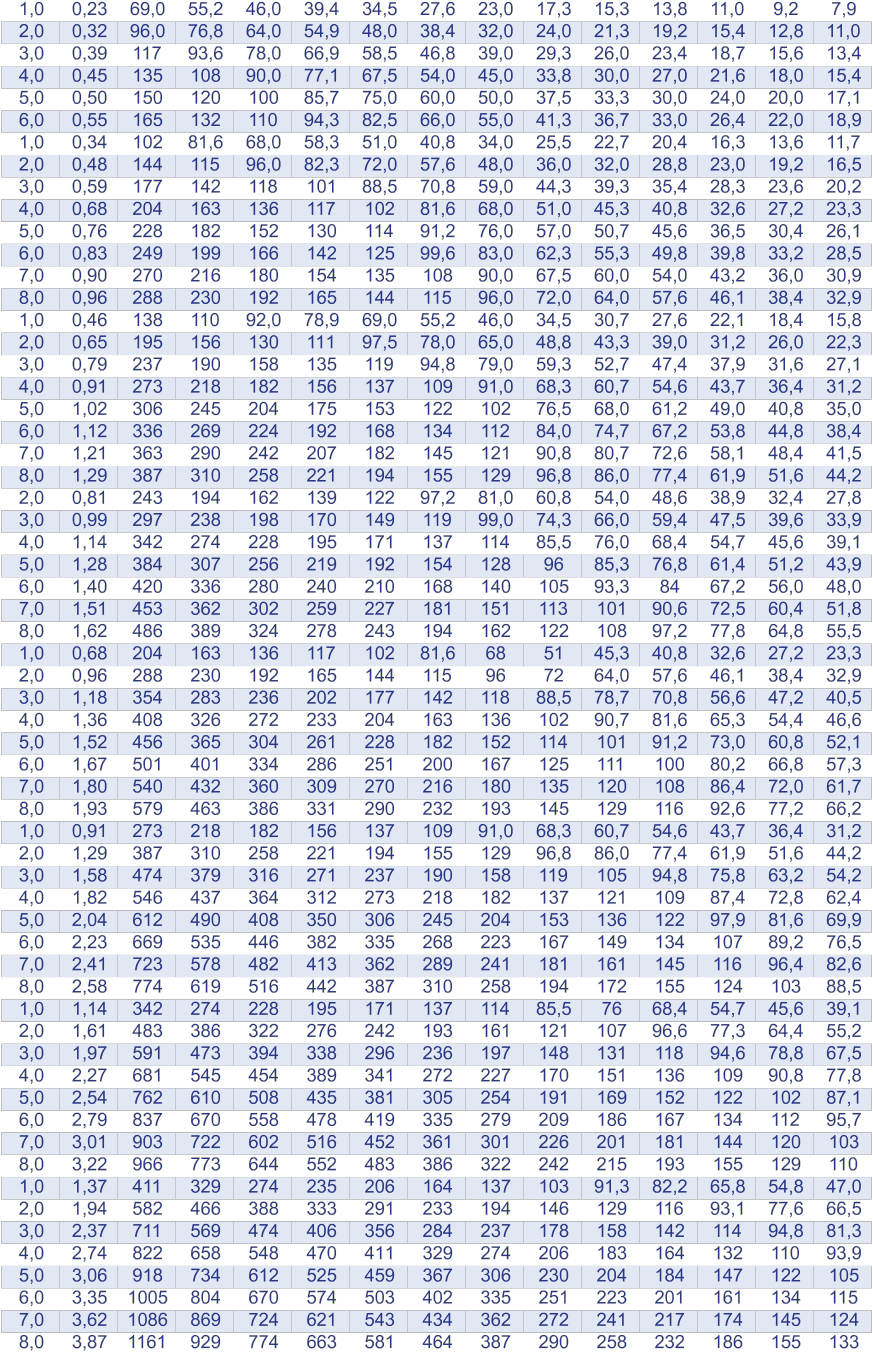 1,0 0,23 69,0 55,2 46,0 39,4 34,5 27,6 23,0 17,3 15,3 13,8 11,0 9,2 7,9
2,0 0,32 96,0 76,8 64,0 54,9 48,0 38,4 32,0 24,0 21,3 19,2 15,4 12,8 11,0
3,0 0,39 117 93,6 78,0 66,9 58,5 46,8 39,0 29,3 26,0 23,4 18,7 15,6 13,4
4,0 0,45 135 108 90,0 77,1 67,5 54,0 45,0 33,8 30,0 27,0 21,6 18,0 15,4
5,0 0,50 150 120 100 85,7 75,0 60,0 50,0 37,5 33,3 30,0 24,0 20,0 17,1
6,0 0,55 165 132 110 94,3 82,5 66,0 55,0 41,3 36,7 33,0 26,4 22,0 18,9
1,0 0,34 102 81,6 68,0 58,3 51,0 40,8 34,0 25,5 22,7 20,4 16,3 13,6 11,7
2,0 0,48 144 115 96,0 82,3 72,0 57,6 48,0 36,0 32,0 28,8 23,0 19,2 16,5
3,0 0,59 177 142 118 101 88,5 70,8 59,0 44,3 39,3 35,4 28,3 23,6 20,2
4,0 0,68 204 163 136 117 102 81,6 68,0 51,0 45,3 40,8 32,6 27,2 23,3
5,0 0,76 228 182 152 130 114 91,2 76,0 57,0 50,7 45,6 36,5 30,4 26,1
6,0 0,83 249 199 166 142 125 99,6 83,0 62,3 55,3 49,8 39,8 33,2 28,5
7,0 0,90 270 216 180 154 135 108 90,0 67,5 60,0 54,0 43,2 36,0 30,9
8,0 0,96 288 230 192 165 144 115 96,0 72,0 64,0 57,6 46,1 38,4 32,9
1,0 0,46 138 110 92,0 78,9 69,0 55,2 46,0 34,5 30,7 27,6 22,1 18,4 15,8
2,0 0,65 195 156 130 111 97,5 78,0 65,0 48,8 43,3 39,0 31,2 26,0 22,3
3,0 0,79 237 190 158 135 119 94,8 79,0 59,3 52,7 47,4 37,9 31,6 27,1
4,0 0,91 273 218 182 156 137 109 91,0 68,3 60,7 54,6 43,7 36,4 31,2
5,0 1,02 306 245 204 175 153 122 102 76,5 68,0 61,2 49,0 40,8 35,0
6,0 1,12 336 269 224 192 168 134 112 84,0 74,7 67,2 53,8 44,8 38,4
7,0 1,21 363 290 242 207 182 145 121 90,8 80,7 72,6 58,1 48,4 41,5
8,0 1,29 387 310 258 221 194 155 129 96,8 86,0 77,4 61,9 51,6 44,2
2,0 0,81 243 194 162 139 122 97,2 81,0 60,8 54,0 48,6 38,9 32,4 27,8
3,0 0,99 297 238 198 170 149 119 99,0 74,3 66,0 59,4 47,5 39,6 33,9
4,0 1,14 342 274 228 195 171 137 114 85,5 76,0 68,4 54,7 45,6 39,1
5,0 1,28 384 307 256 219 192 154 128 96 85,3 76,8 61,4 51,2 43,9
6,0 1,40 420 336 280 240 210 168 140 105 93,3 84 67,2 56,0 48,0
7,0 1,51 453 362 302 259 227 181 151 113 101 90,6 72,5 60,4 51,8
8,0 1,62 486 389 324 278 243 194 162 122 108 97,2 77,8 64,8 55,5
1,0 0,68 204 163 136 117 102 81,6 68 51 45,3 40,8 32,6 27,2 23,3
2,0 0,96 288 230 192 165 144 115 96 72 64,0 57,6 46,1 38,4 32,9
3,0 1,18 354 283 236 202 177 142 118 88,5 78,7 70,8 56,6 47,2 40,5
4,0 1,36 408 326 272 233 204 163 136 102 90,7 81,6 65,3 54,4 46,6
5,0 1,52 456 365 304 261 228 182 152 114 101 91,2 73,0 60,8 52,1
6,0 1,67 501 401 334 286 251 200 167 125 111 100 80,2 66,8 57,3
7,0 1,80 540 432 360 309 270 216 180 135 120 108 86,4 72,0 61,7
8,0 1,93 579 463 386 331 290 232 193 145 129 116 92,6 77,2 66,2
1,0 0,91 273 218 182 156 137 109 91,0 68,3 60,7 54,6 43,7 36,4 31,2
2,0 1,29 387 310 258 221 194 155 129 96,8 86,0 77,4 61,9 51,6 44,2
3,0 1,58 474 379 316 271 237 190 158 119 105 94,8 75,8 63,2 54,2
4,0 1,82 546 437 364 312 273 218 182 137 121 109 87,4 72,8 62,4
5,0 2,04 612 490 408 350 306 245 204 153 136 122 97,9 81,6 69,9
6,0 2,23 669 535 446 382 335 268 223 167 149 134 107 89,2 76,5
7,0 2,41 723 578 482 413 362 289 241 181 161 145 116 96,4 82,6
8,0 2,58 774 619 516 442 387 310 258 194 172 155 124 103 88,5
1,0 1,14 342 274 228 195 171 137 114 85,5 76 68,4 54,7 45,6 39,1
2,0 1,61 483 386 322 276 242 193 161 121 107 96,6 77,3 64,4 55,2
3,0 1,97 591 473 394 338 296 236 197 148 131 118 94,6 78,8 67,5
4,0 2,27 681 545 454 389 341 272 227 170 151 136 109 90,8 77,8
5,0 2,54 762 610 508 435 381 305 254 191 169 152 122 102 87,1
6,0 2,79 837 670 558 478 419 335 279 209 186 167 134 112 95,7
7,0 3,01 903 722 602 516 452 361 301 226 201 181 144 120 103
8,0 3,22 966 773 644 552 483 386 322 242 215 193 155 129 110
1,0 1,37 411 329 274 235 206 164 137 103 91,3 82,2 65,8 54,8 47,0
2,0 1,94 582 466 388 333 291 233 194 146 129 116 93,1 77,6 66,5
3,0 2,37 711 569 474 406 356 284 237 178 158 142 114 94,8 81,3
4,0 2,74 822 658 548 470 411 329 274 206 183 164 132 110 93,9
5,0 3,06 918 734 612 525 459 367 306 230 204 184 147 122 105
6,0 3,35 1005 804 670 574 503 402 335 251 223 201 161 134 115
7,0 3,62 1086 869 724 621 543 434 362 272 241 217 174 145 124
8,0 3,87 1161 929 774 663 581 464 387 290 258 232 186 155 133